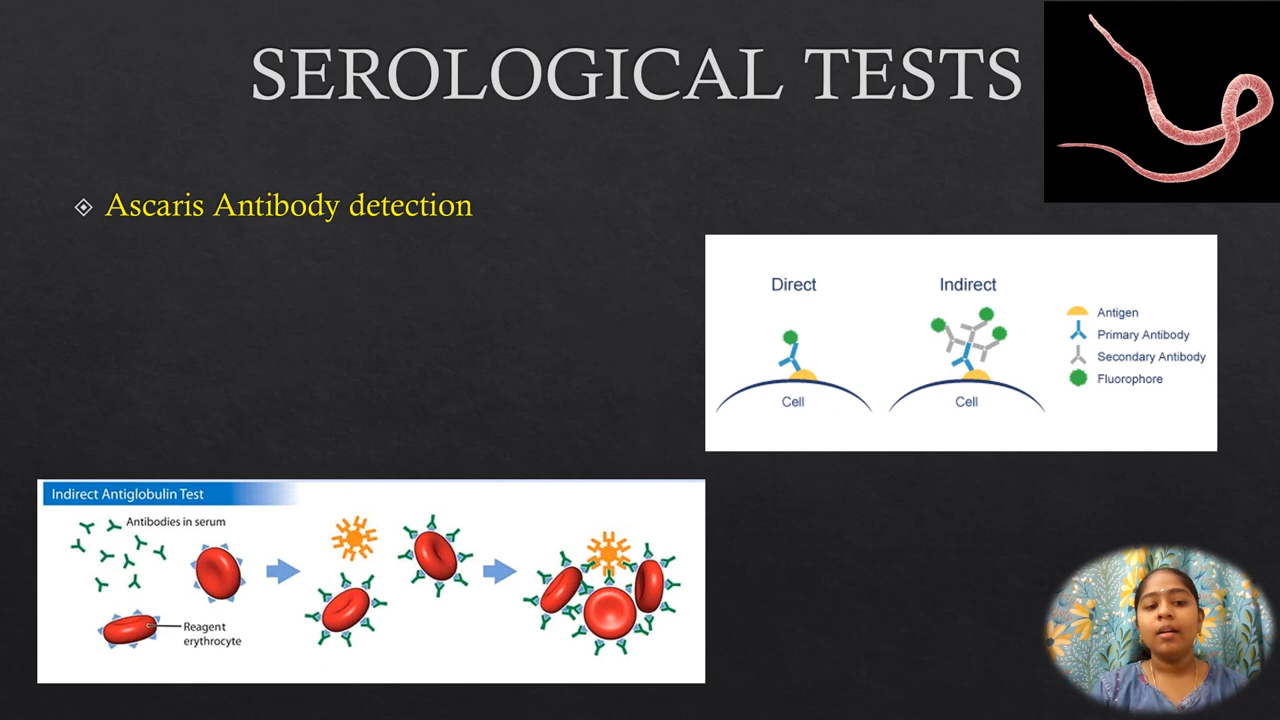 SEROLOGICAL TESTS
Ascaris Antibody detection
Direct
Indirect
Antigen
Primary Antibody
Secondary Antibody
Fluorophore
Cell
Cell
Indirect Antiglobulin Test
Antibodies in serum
Reagent
erythrocyte